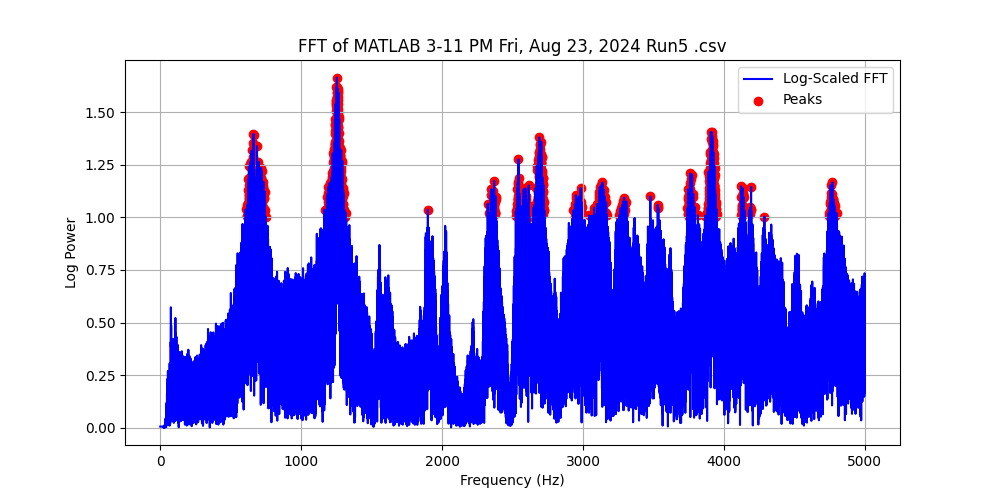 FFT of MATLAB 3-11 PM Fri, Aug 23, 2024 Run5 .csv
Log-Scaled FFT
Peaks
Log Power
1.50
1.25
1.00
0.75
0.50
0.25
0.00
0 1000 2000 3000 4000 5000
Frequency (Hz)